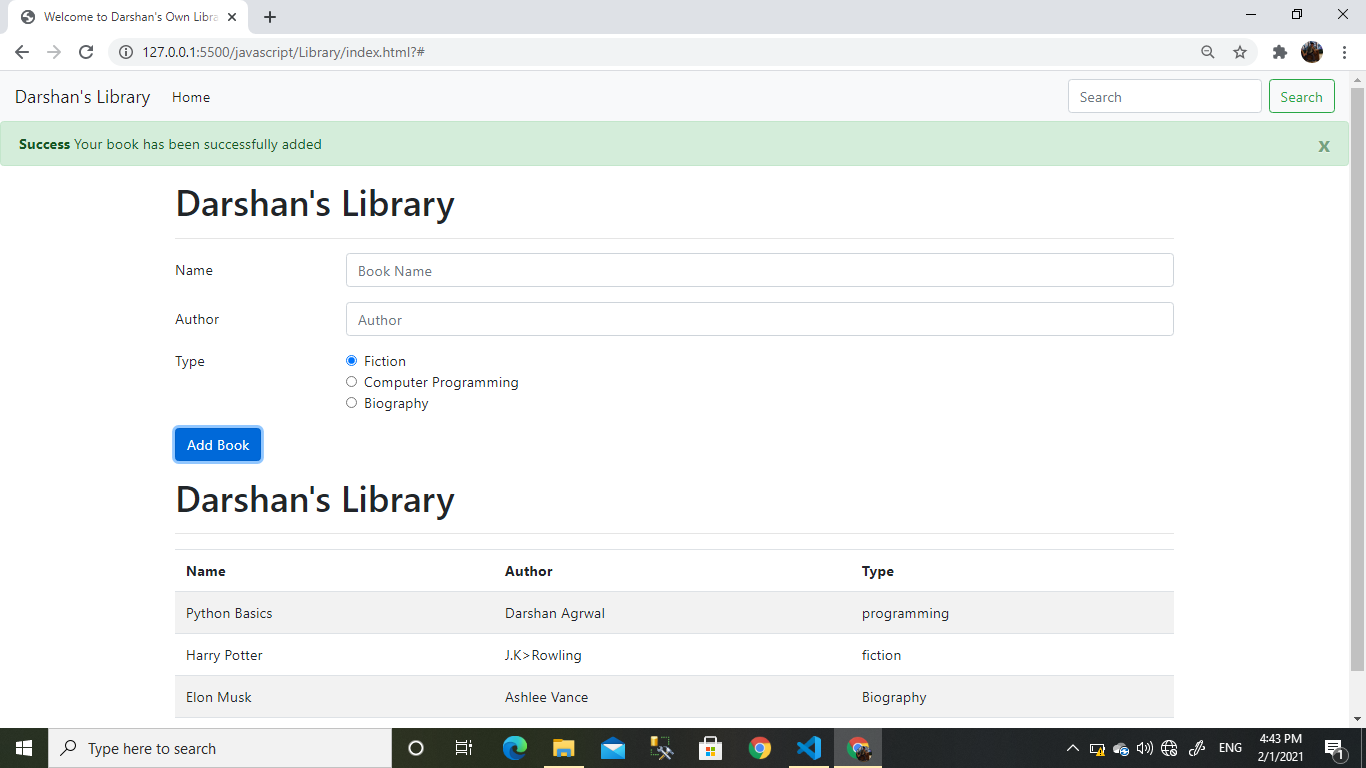 Welcome to Darshan's Own Libra
127.0.0.1:5500/javascript/Library/index.html?#
Darshan's Library Home Search Search
Success Your book has been successfully added x
Darshan's Library
Name Book Name
Author Author
Type Fiction
Computer Programming
Biography
Add Book
Darshan's Library
Name Author Type
Python Basics Darshan Agrwal programming
Harry Potter J.K>Rowling fiction
Elon Musk Ashlee Vance Biography
Type here to search
ENG
4:43 PM
2/1/2021
1